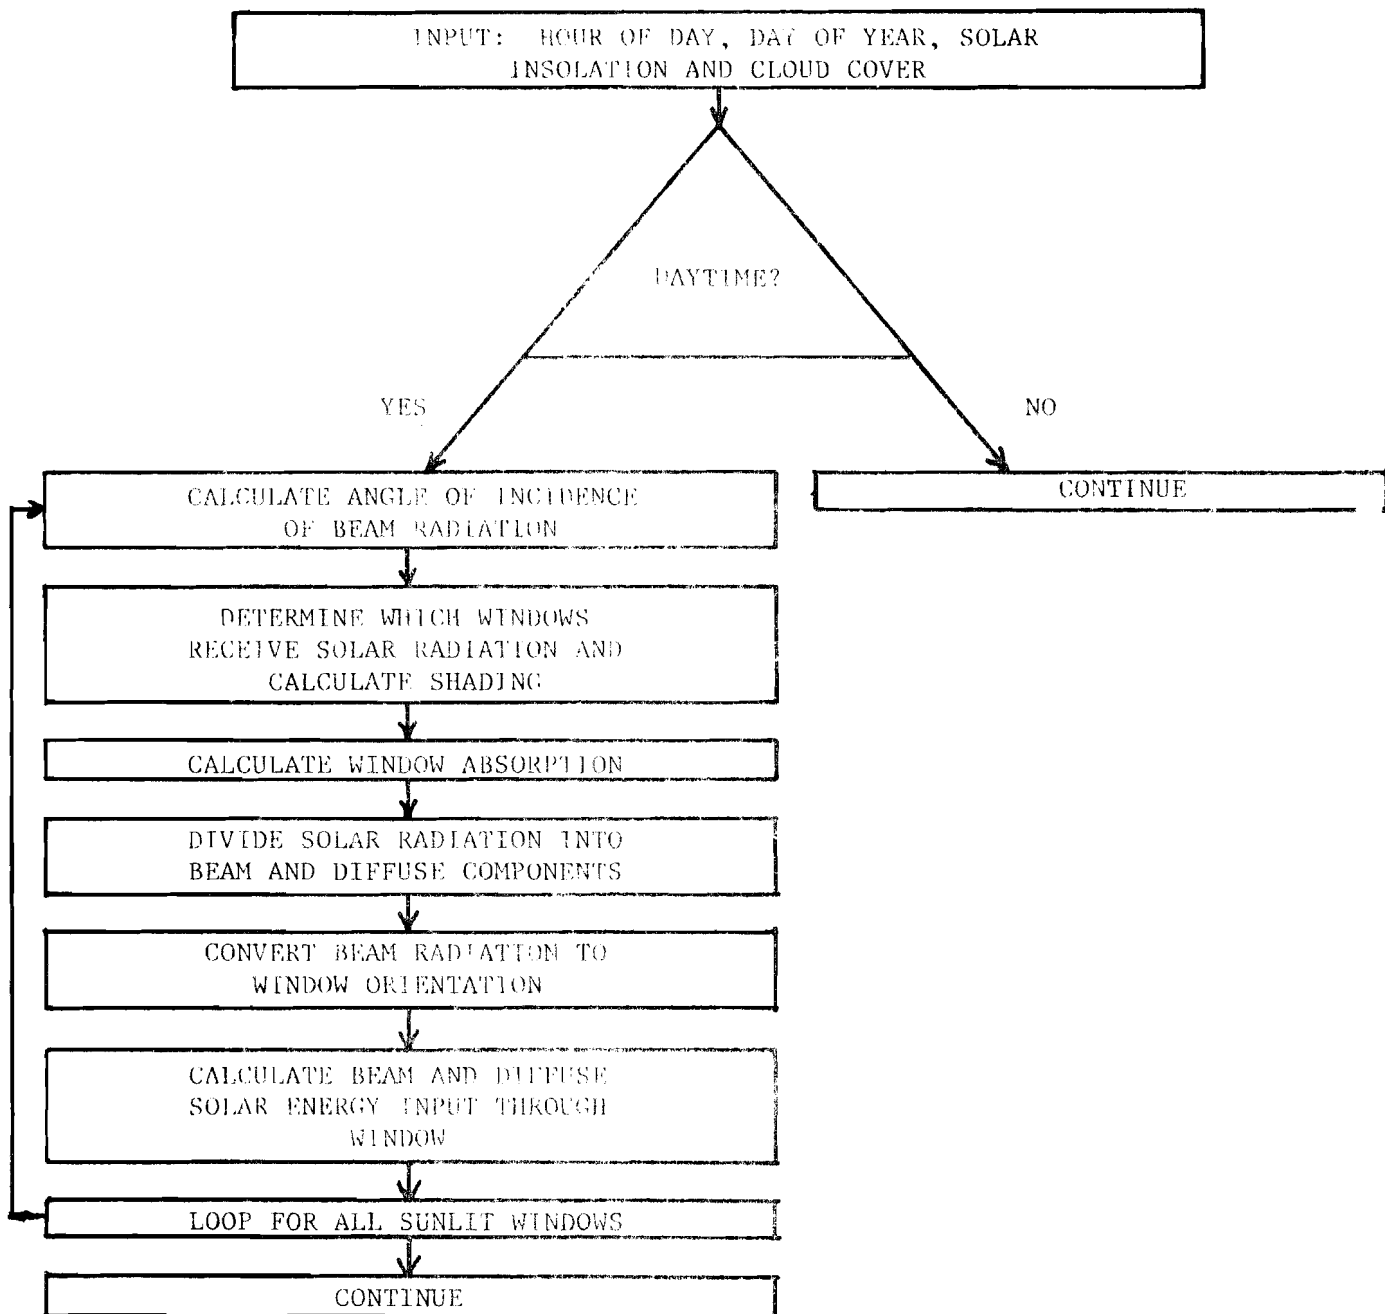 INPUT: HOUR OF DAY, DAY OF YEAR, SOLAR
INSOLATION AND CLOUD COVER
DAYTIME?
YES
NO
CALCULATE ANGLE OF INCIDENCE
OF BEAM RADIATION
CONTINUE
DETERMINE WHICH WINDOWS
RECEIVE SOLAR RADIATION AND
CALCULATE SHADING
CALCULATE WINDOW ABSORPTION
DIVIDE SOLAR RADIATION INTO
BEAM AND DIFFUSE COMPONENTS
CONVERT BEAM RADIATION TO
WINDOW ORIENTATION
CALCULATE BEAM AND DIFFUSE
SOLAR ENERGY INPUT THROUGH
WINDOW
LOOP FOR ALL SUNLIT WINDOWS
CONTINUE